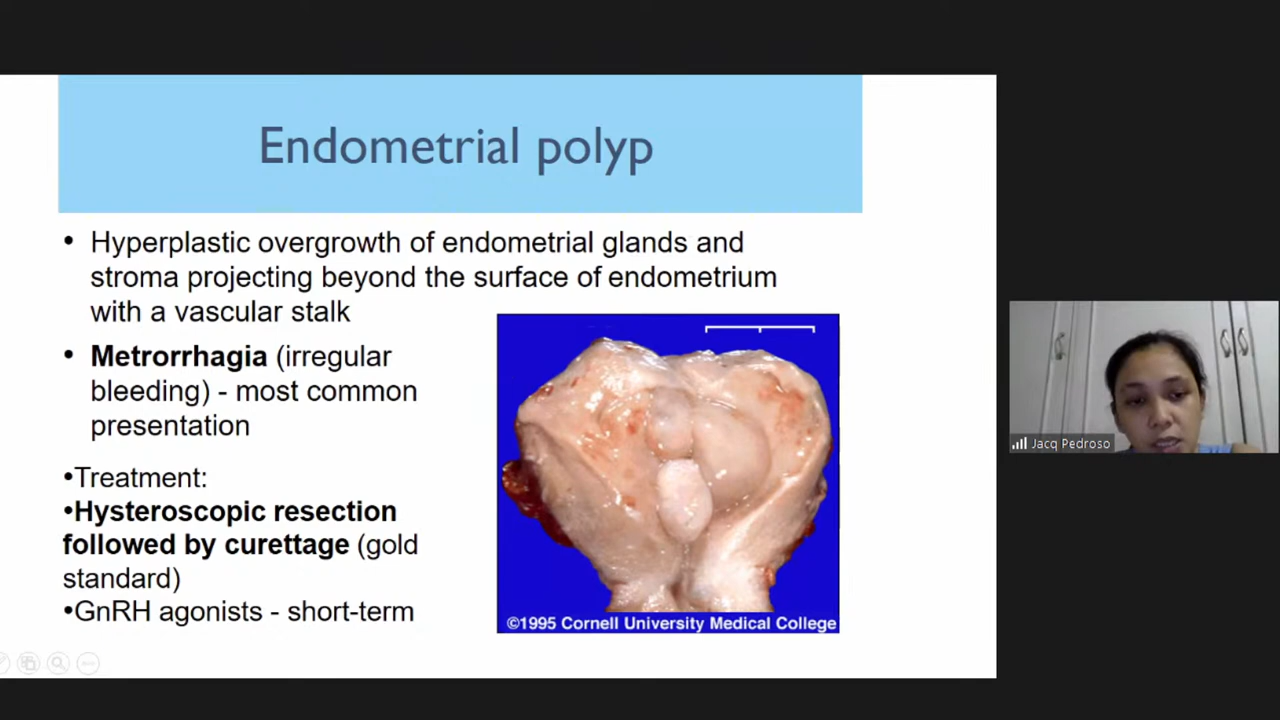 Endometrial polyp
• Hyperplastic overgrowth of endometrial glands and
stroma projecting beyond the surface of endometrium
with a vascular stalk
• Metrorrhagia (irregular
bleeding) - most common
presentation
•Treatment:
•Hysteroscopic resection
followed by curettage (gold
standard)
•GnRH agonists - short-term
©1995 Cornell University Medical College
Jacq Pedroso